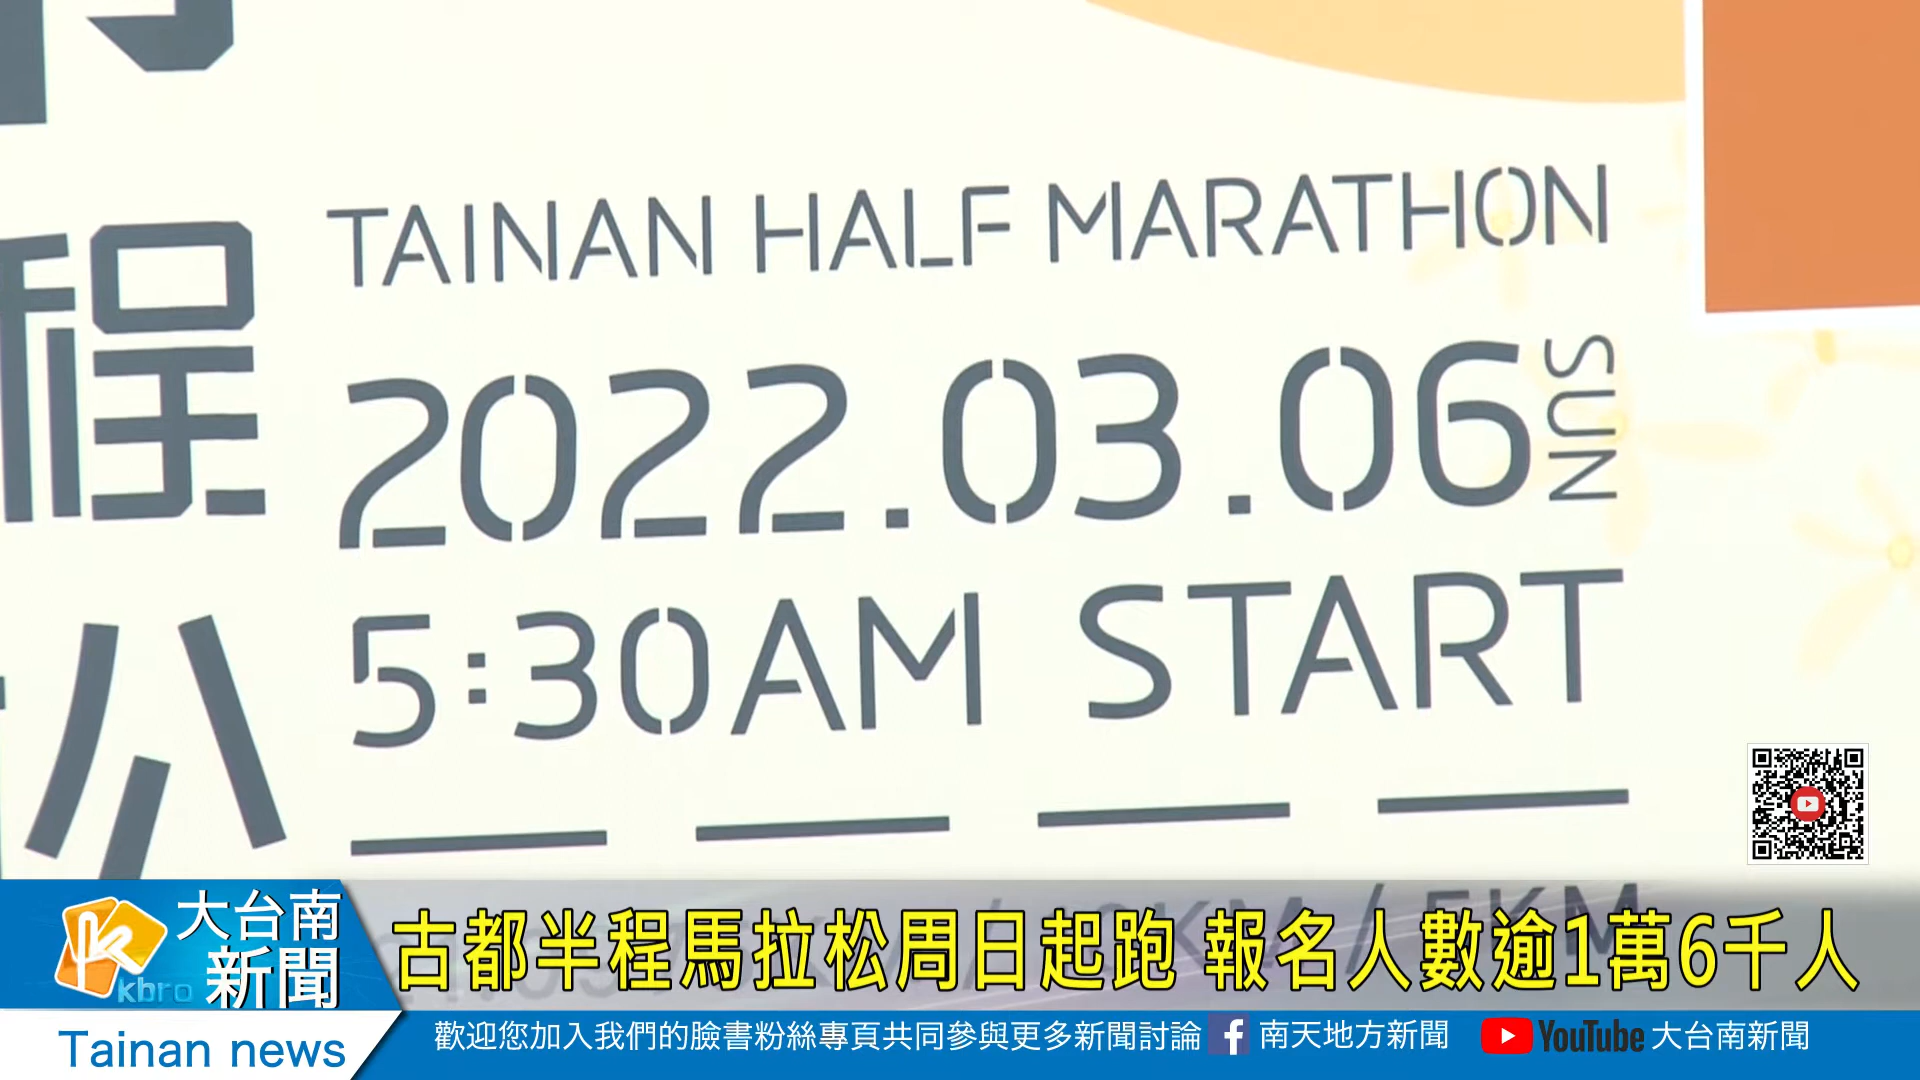 程
TAINAN HALF MARATHON
2022.03.06 SUN
5:30AM START
大台南
新聞
kbro
古都半程馬拉松周日起跑 報名人數逾1萬6千人
Tainan news
歡迎您加入我們的臉書粉絲專頁共同參與更多新聞討論 f 南天地方新聞 YouTube 大台南新聞